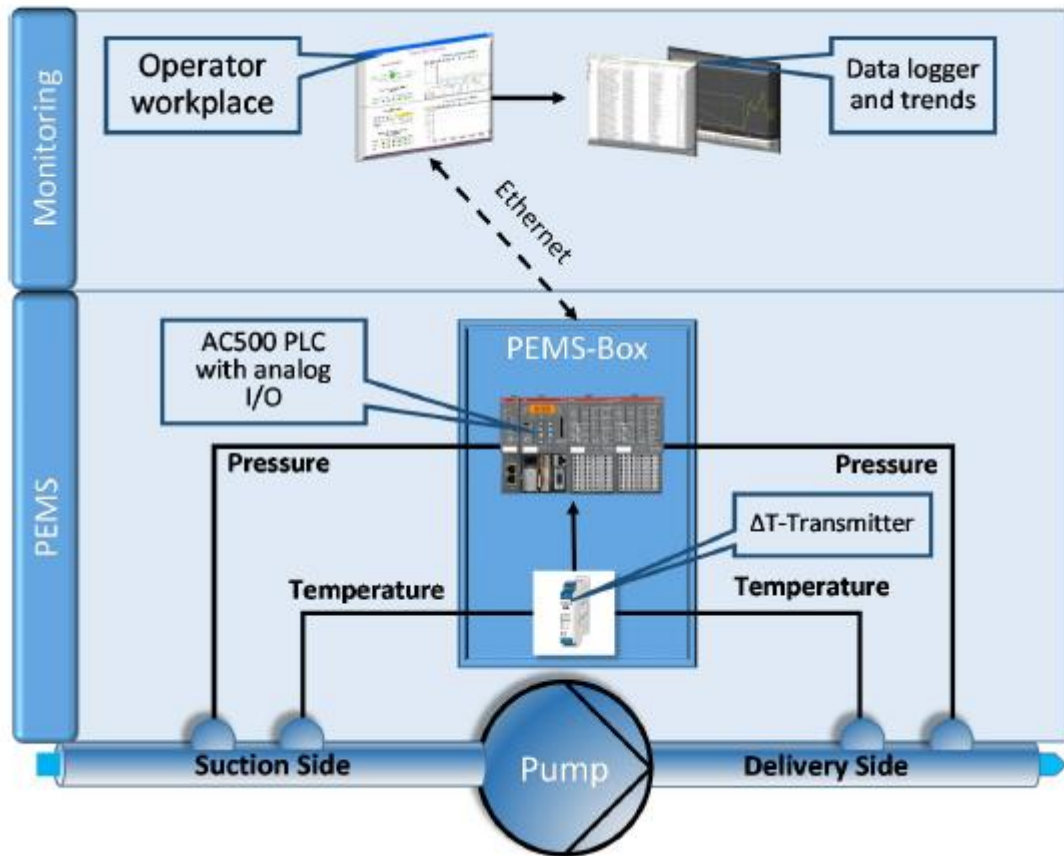 Monitoring
Operator
workplace
Data logger
and trends
Ethernet
PEMS
AC500 PLC
with analog
I/O
PEMS-Box
Pressure
Pressure
ΔT-Transmitter
Temperature
Temperature
Suction Side
Pump
Delivery Side